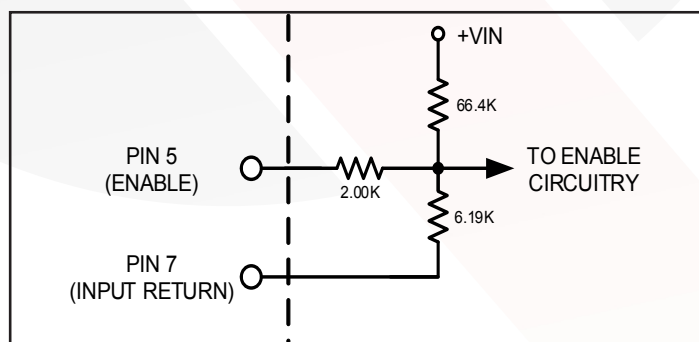 +VIN
66.4K
PIN 5
(ENABLE)
2.00K
TO ENABLE
CIRCUITRY
6.19K
PIN 7
(INPUT RETURN)